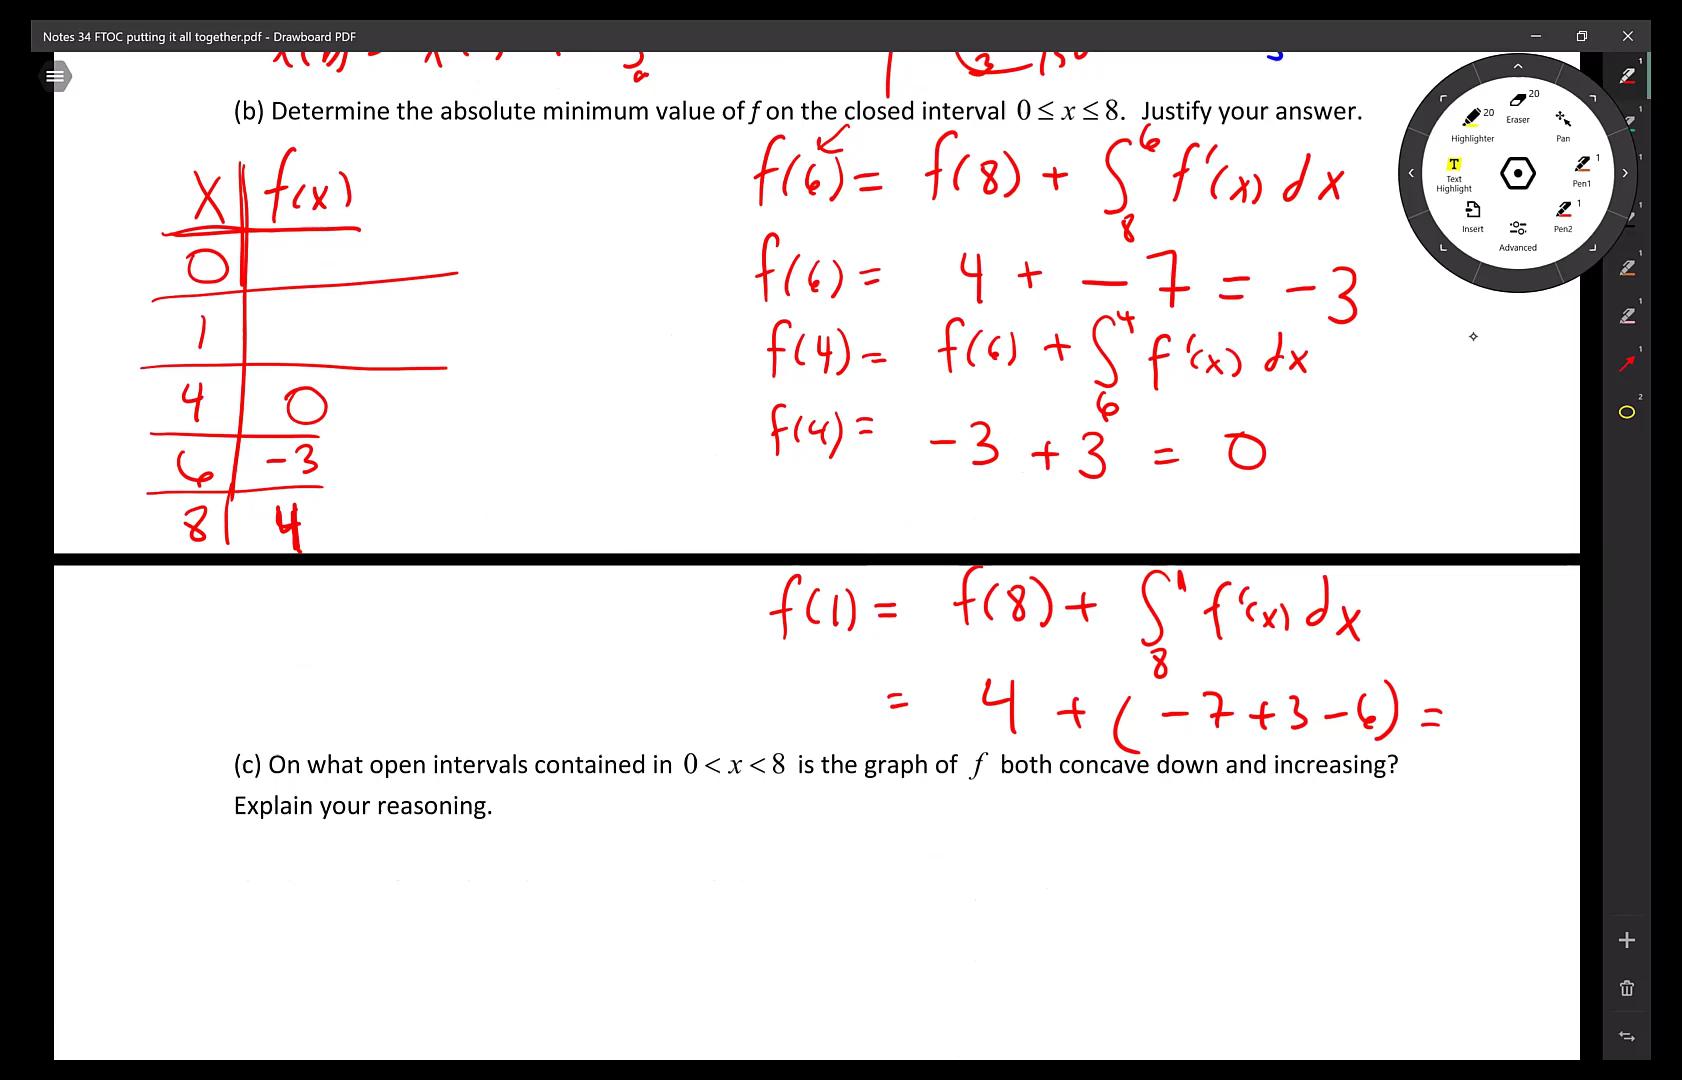 Notes 34 FTOC putting it all together.pdf - Drawboard PDF
(b) Determine the absolute minimum value of f on the closed interval 0 ≤ x ≤ 8. Justify your answer.
x f(x)
0
1
4 0
6 -3
8 4
f(6) = f(8) + ∫₈⁶ f'(x) dx
f(6) = 4 + -7 = -3
f(4) = f(6) + ∫₆⁴ f'(x) dx
f(4) = -3 + 3 = 0
f(1) = f(8) + ∫₈¹ f'(x) dx
= 4 + (-7+3-6) =
(c) On what open intervals contained in 0 < x < 8 is the graph of f both concave down and increasing?
Explain your reasoning.
20
Eraser
Highlighter
20
Pan
T
Text
Highlight
Pen1
1
Insert
Advanced
Pen2
1